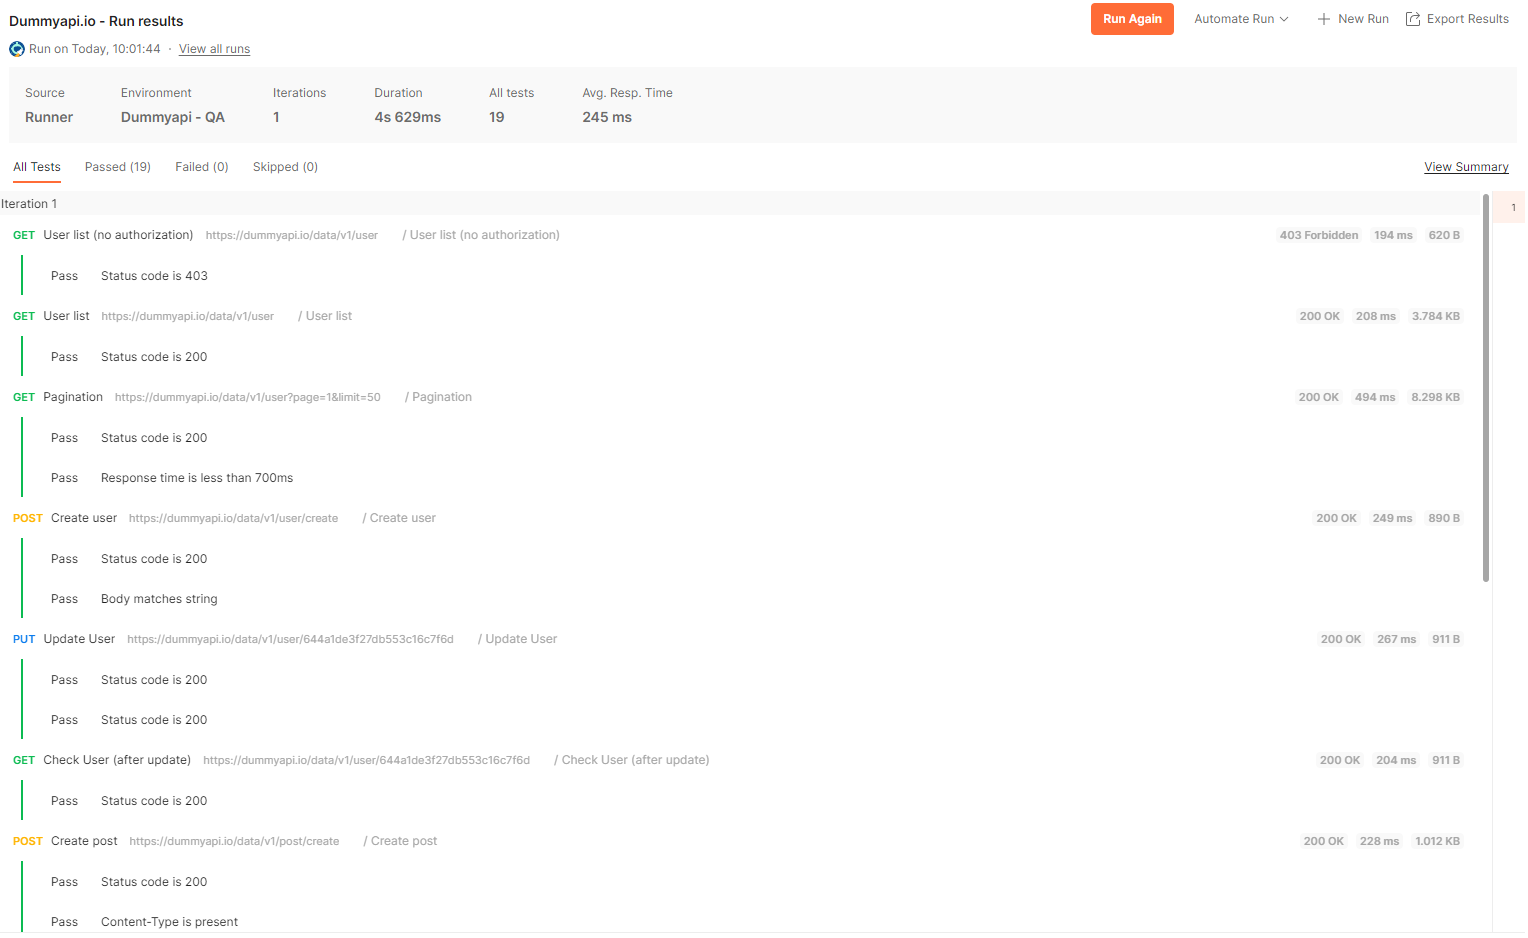 Dummyapi.io - Run results
Run Again Automate Run New Run Export Results
Run on Today, 10:01:44 · View all runs
Source Environment Iterations Duration All tests Avg. Resp. Time
Runner Dummyapi - QA 1 4s 629ms 19 245 ms
All Tests Passed (19) Failed (0) Skipped (0) View Summary
Iteration 1
1
GET User list (no authorization) https://dummyapi.io/data/v1/user / User list (no authorization) 403 Forbidden 194 ms 620 B
Pass Status code is 403
GET User list https://dummyapi.io/data/v1/user / User list 200 OK 208 ms 3.784 KB
Pass Status code is 200
GET Pagination https://dummyapi.io/data/v1/user?page=1&limit=50 / Pagination 200 OK 494 ms 8.298 KB
Pass Status code is 200
Pass Response time is less than 700ms
POST Create user https://dummyapi.io/data/v1/user/create / Create user 200 OK 249 ms 890 B
Pass Status code is 200
Pass Body matches string
PUT Update User https://dummyapi.io/data/v1/user/644a1de3f27db553c16c7f6d / Update User 200 OK 267 ms 911 B
Pass Status code is 200
Pass Status code is 200
GET Check User (after update) https://dummyapi.io/data/v1/user/644a1de3f27db553c16c7f6d / Check User (after update) 200 OK 204 ms 911 B
Pass Status code is 200
POST Create post https://dummyapi.io/data/v1/post/create / Create post 200 OK 228 ms 1.012 KB
Pass Status code is 200
Pass Content-Type is present